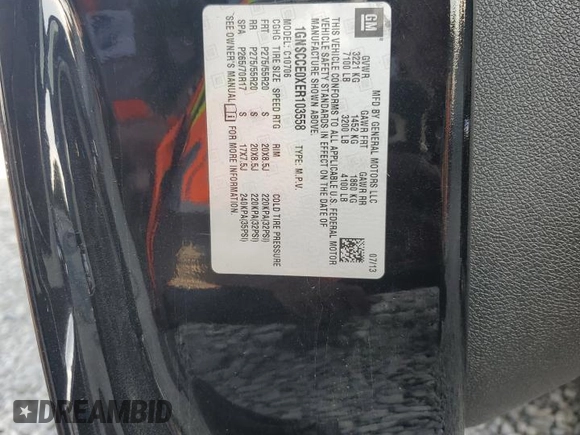 GM
MFD BY GENERAL MOTORS LLC
07/13
GVWR GAWR FRT GAWR RR
3221 KG 1452 KG 1860 KG
7100 LB 3200 LB 4100 LB
THIS VEHICLE CONFORMS TO ALL APPLICABLE U.S. FEDERAL MOTOR
VEHICLE SAFETY STANDARDS IN EFFECT ON THE DATE OF
MANUFACTURE SHOWN ABOVE.
1GNSCCE0XER103558 TYPE: M.P.V.
MODEL: C10706
CGHG TIRE SIZE SPEED RTG RIM COLD TIRE PRESSURE
FRT P275/55R20 S 20X8.5J 220KPA(32PSI)
RR P275/55R20 S 20X8.5J 220KPA(32PSI)
SPA P265/70R17 S 17X7.5J 240KPA(35PSI)
*SEE OWNER'S MANUAL FOR MORE INFORMATION.
DREAMBID